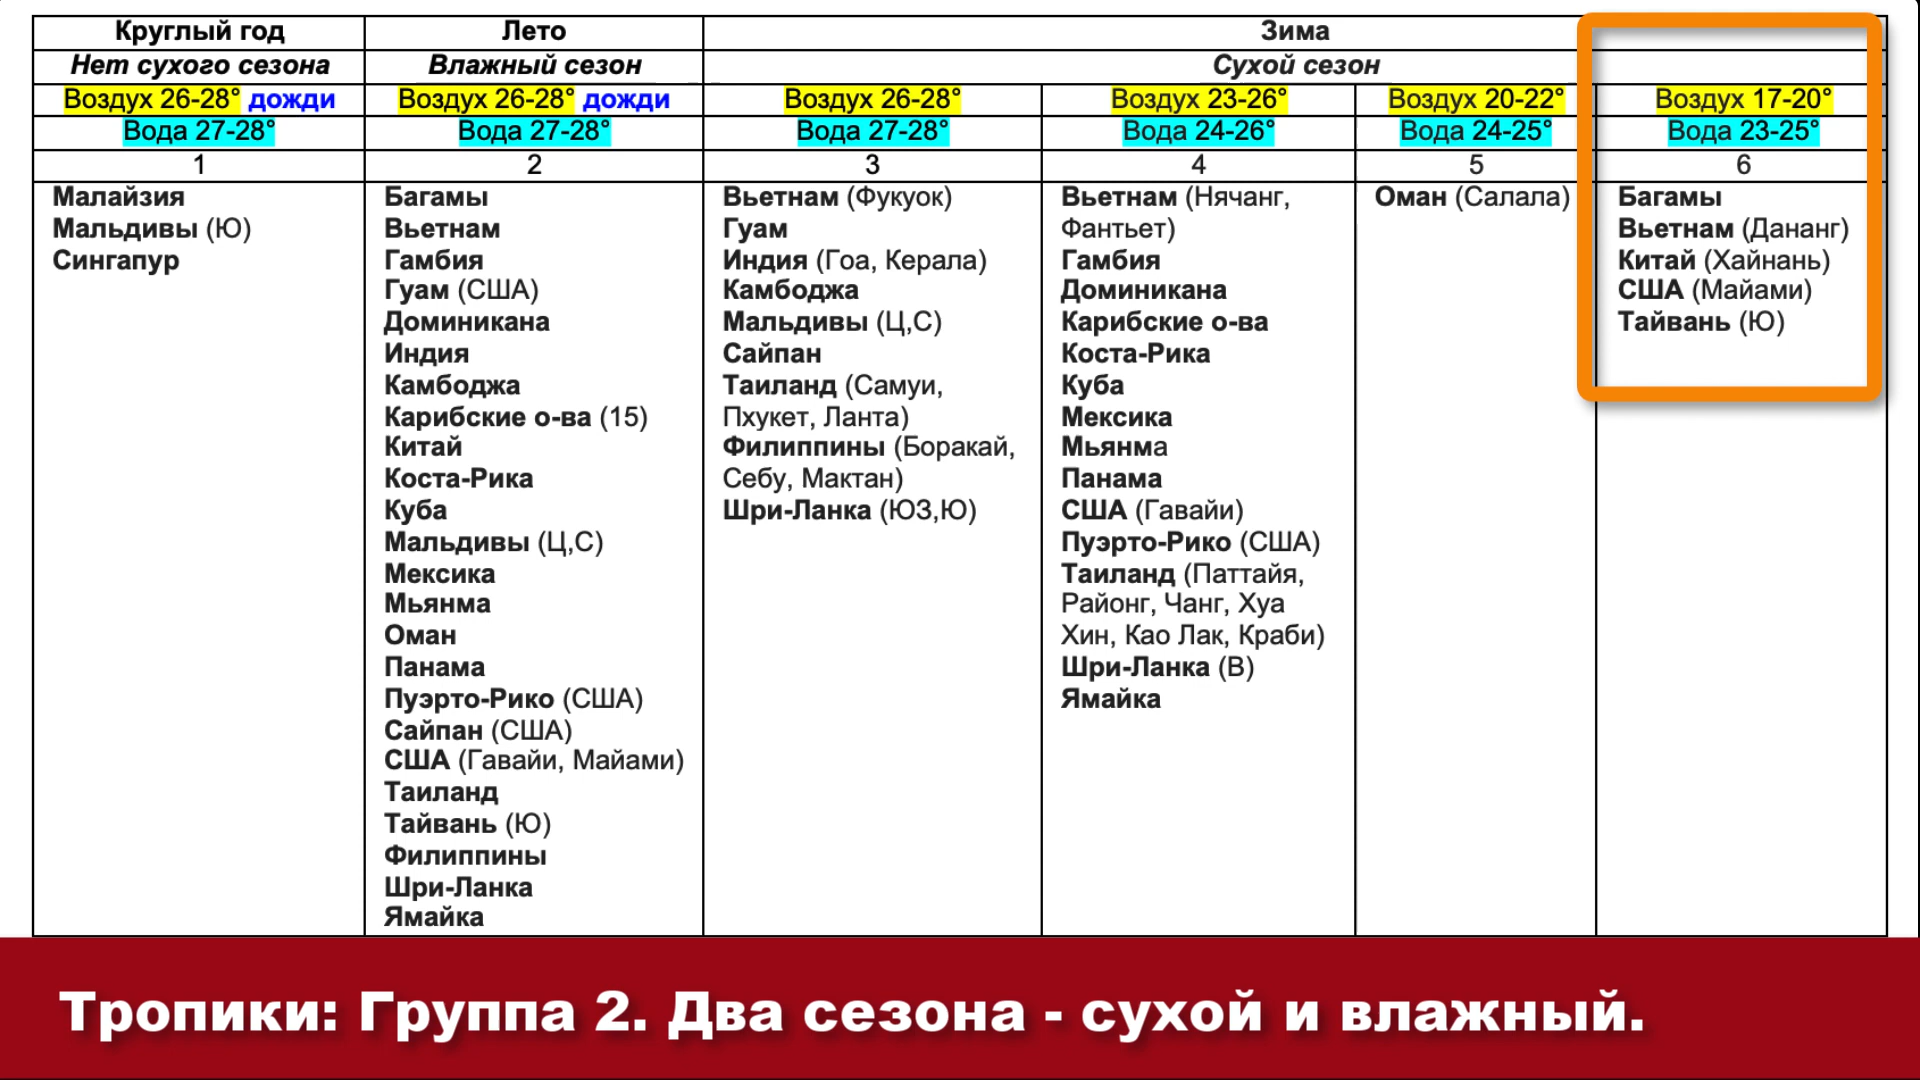 Круглый год
Лето
Зима
Нет сухого сезона
Влажный сезон
Сухой сезон
Воздух 26-28° дожди
Воздух 26-28° дожди
Воздух 26-28°
Воздух 23-26°
Воздух 20-22°
Воздух 17-20°
Вода 27-28°
Вода 27-28°
Вода 27-28°
Вода 24-26°
Вода 24-25°
Вода 23-25°
1
2
3
4
5
6
Малайзия
Мальдивы (Ю)
Сингапур
Багамы
Вьетнам
Гамбия
Гуам (США)
Доминикана
Индия
Камбоджа
Карибские о-ва (15)
Китай
Коста-Рика
Куба
Мальдивы (Ц,С)
Мексика
Мьянма
Оман
Панама
Пуэрто-Рико (США)
Сайпан (США)
США (Гавайи, Майами)
Таиланд
Тайвань (Ю)
Филиппины
Шри-Ланка
Ямайка
Вьетнам (Фукуок)
Гуам
Индия (Гоа, Керала)
Камбоджа
Мальдивы (Ц,С)
Сайпан
Таиланд (Самуи,
Пхукет, Ланта)
Филиппины (Боракай,
Себу, Мактан)
Шри-Ланка (ЮЗ,Ю)
Вьетнам (Нячанг,
Фантьет)
Гамбия
Доминикана
Карибские о-ва
Коста-Рика
Куба
Мексика
Мьянма
Панама
США (Гавайи)
Пуэрто-Рико (США)
Таиланд (Паттайя,
Районг, Чанг, Хуа
Хин, Као Лак, Краби)
Шри-Ланка (В)
Ямайка
Оман (Салала)
Багамы
Вьетнам (Дананг)
Китай (Хайнань)
США (Майами)
Тайвань (Ю)
Тропики: Группа 2. Два сезона - сухой и влажный.